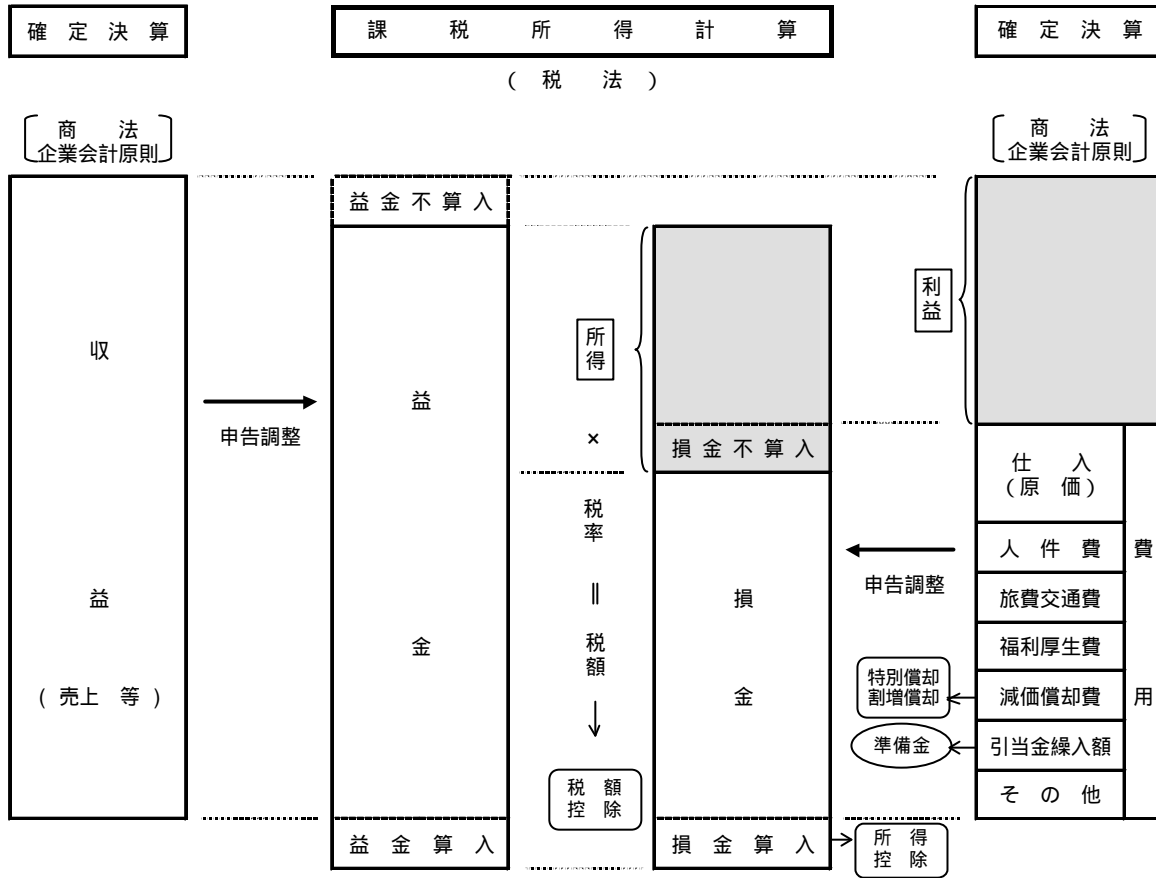 確 定 決 算
課 税 所 得 計 算
確 定 決 算
( 税 法 )
商 法
企業会計原則
商 法
企業会計原則
益 金 不 算 入
収
益
( 売上 等 )
申告調整
益
金
益 金 算 入
所得
×
税率
॥
税額
↓
税 額
控 除
損 金 不 算 入
損
金
損 金 算 入
所 得
控 除
利益
申告調整
特別償却
割増償却
準備金
仕 入
( 原 価 )
人 件 費
旅費交通費
福利厚生費
減価償却費
引当金繰入額
そ の 他
費
用